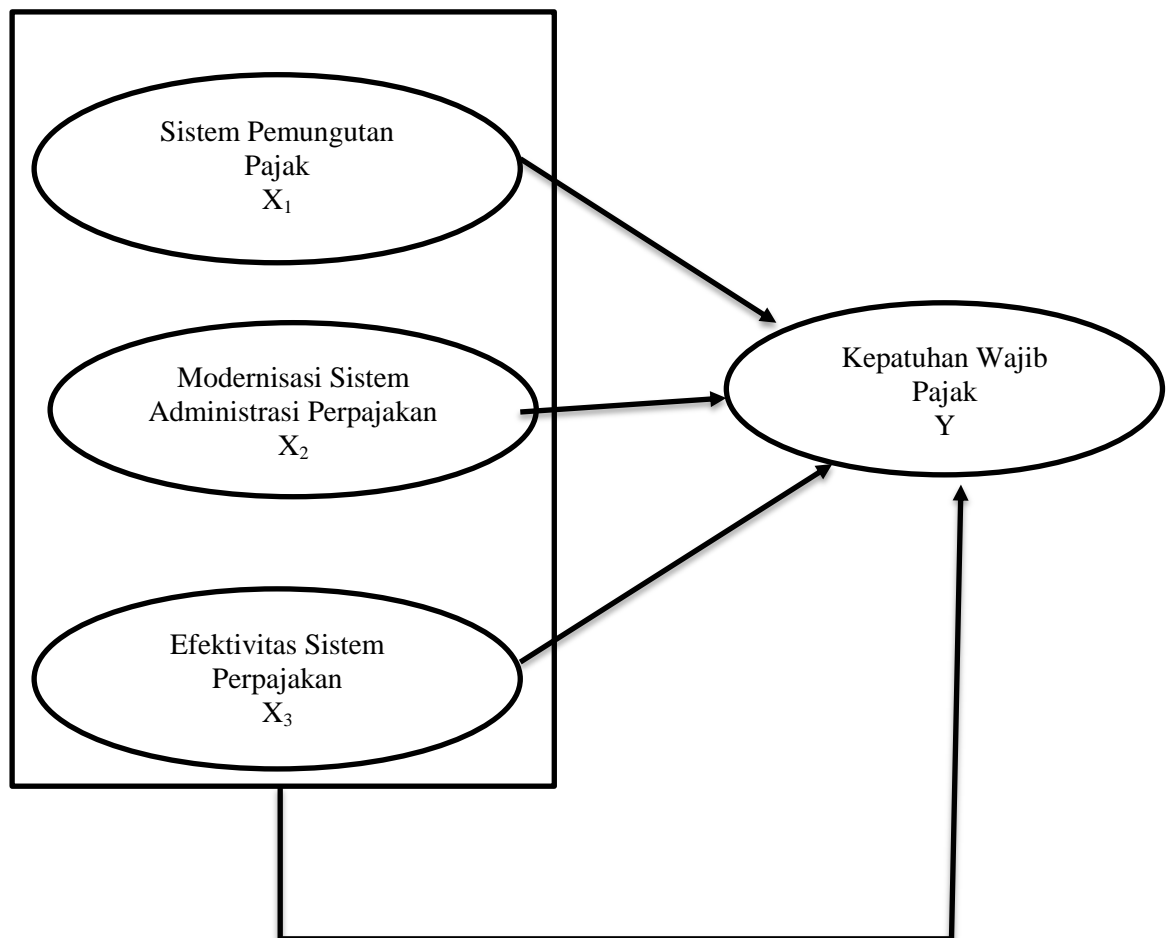 Sistem Pemungutan
Pajak
X₁
Modernisasi Sistem
Administrasi Perpajakan
X₂
Efektivitas Sistem
Perpajakan
X₃
Kepatuhan Wajib
Pajak
Y